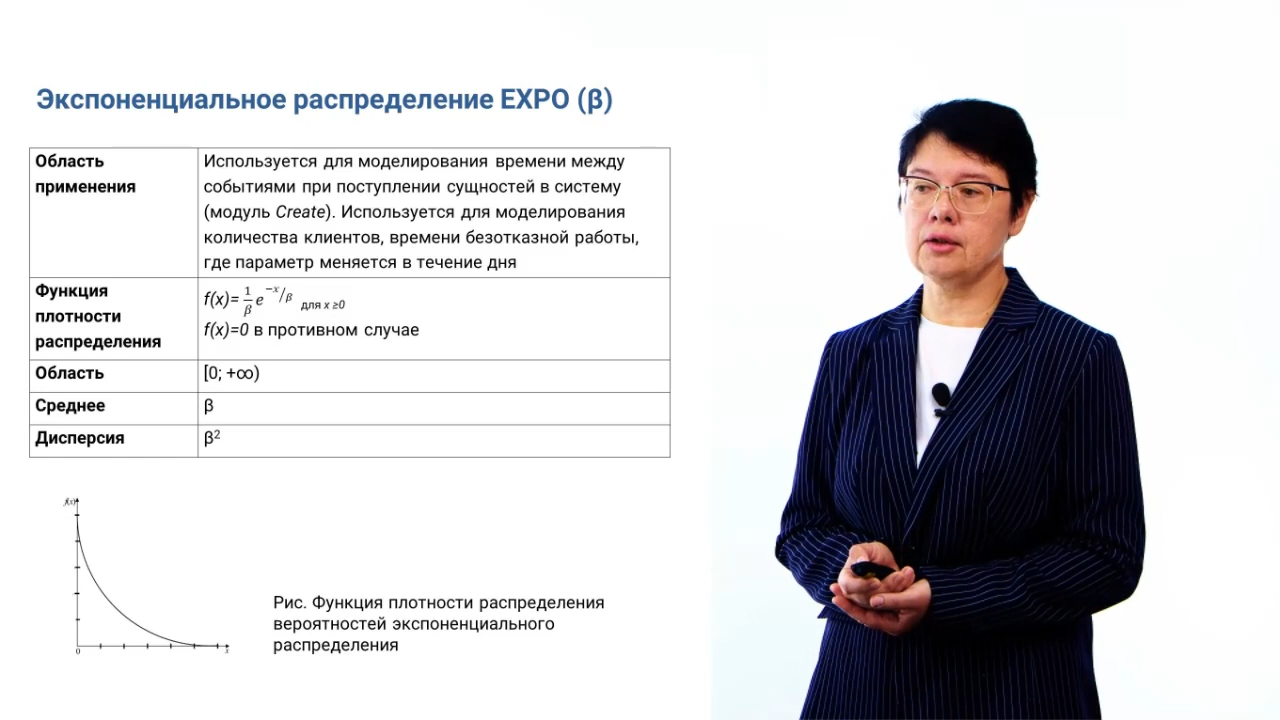 Экспоненциальное распределение EXPO (β)
Область
применения
Используется для моделирования времени между
событиями при поступлении сущностей в систему
(модуль Create). Используется для моделирования
количества клиентов, времени безотказной работы,
где параметр меняется в течение дня
Функция
плотности
распределения
f(x)= 1/β e^(−x/β) для x ≥0
f(x)=0 в противном случае
Область
[0; +∞)
Среднее
β
Дисперсия
β²
f(x)
0
x
Рис. Функция плотности распределения
вероятностей экспоненциального
распределения